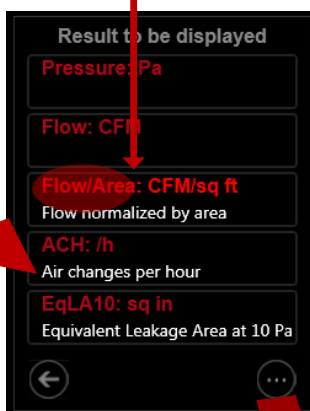 Result to be displayed
Pressure: Pa
Flow: CFM
Flow/Area: CFM/sq ft
Flow normalized by area
ACH: /h
Air changes per hour
EqLA10: sq in
Equivalent Leakage Area at 10 Pa